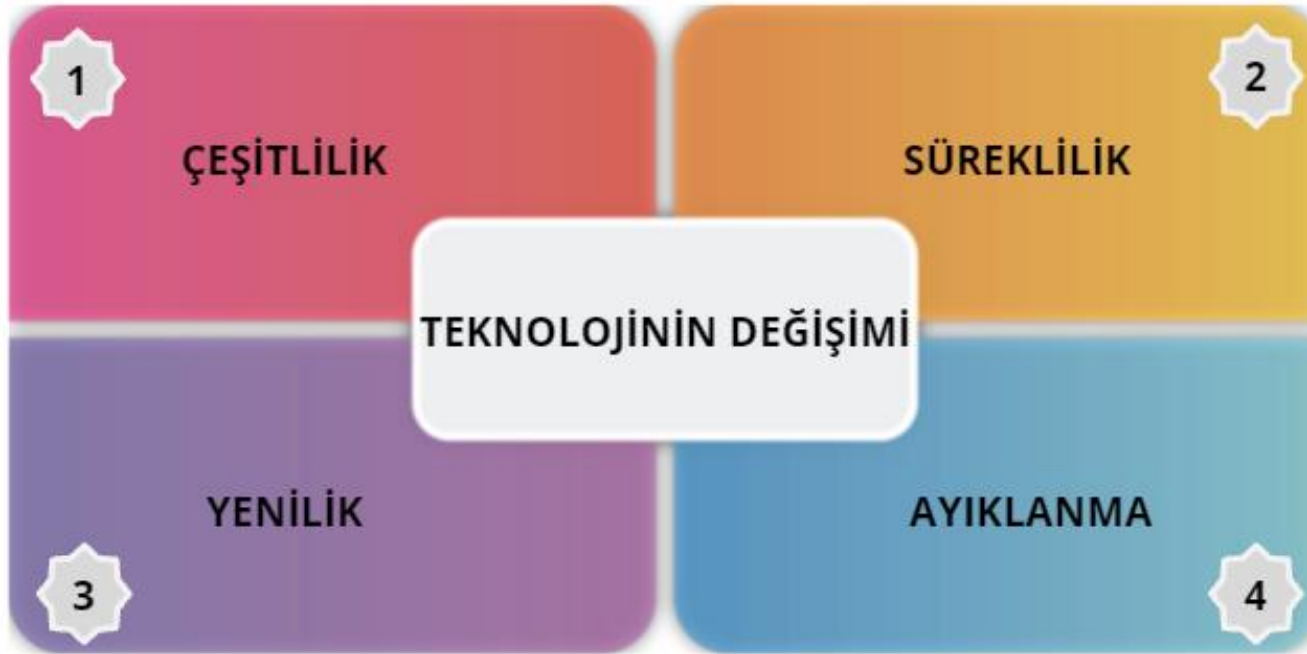 1
ÇEŞİTLİLİK
2
SÜREKLİLİK
TEKNOLOJİNİN DEĞİŞİMİ
3
YENİLİK
4
AYIKLANMA